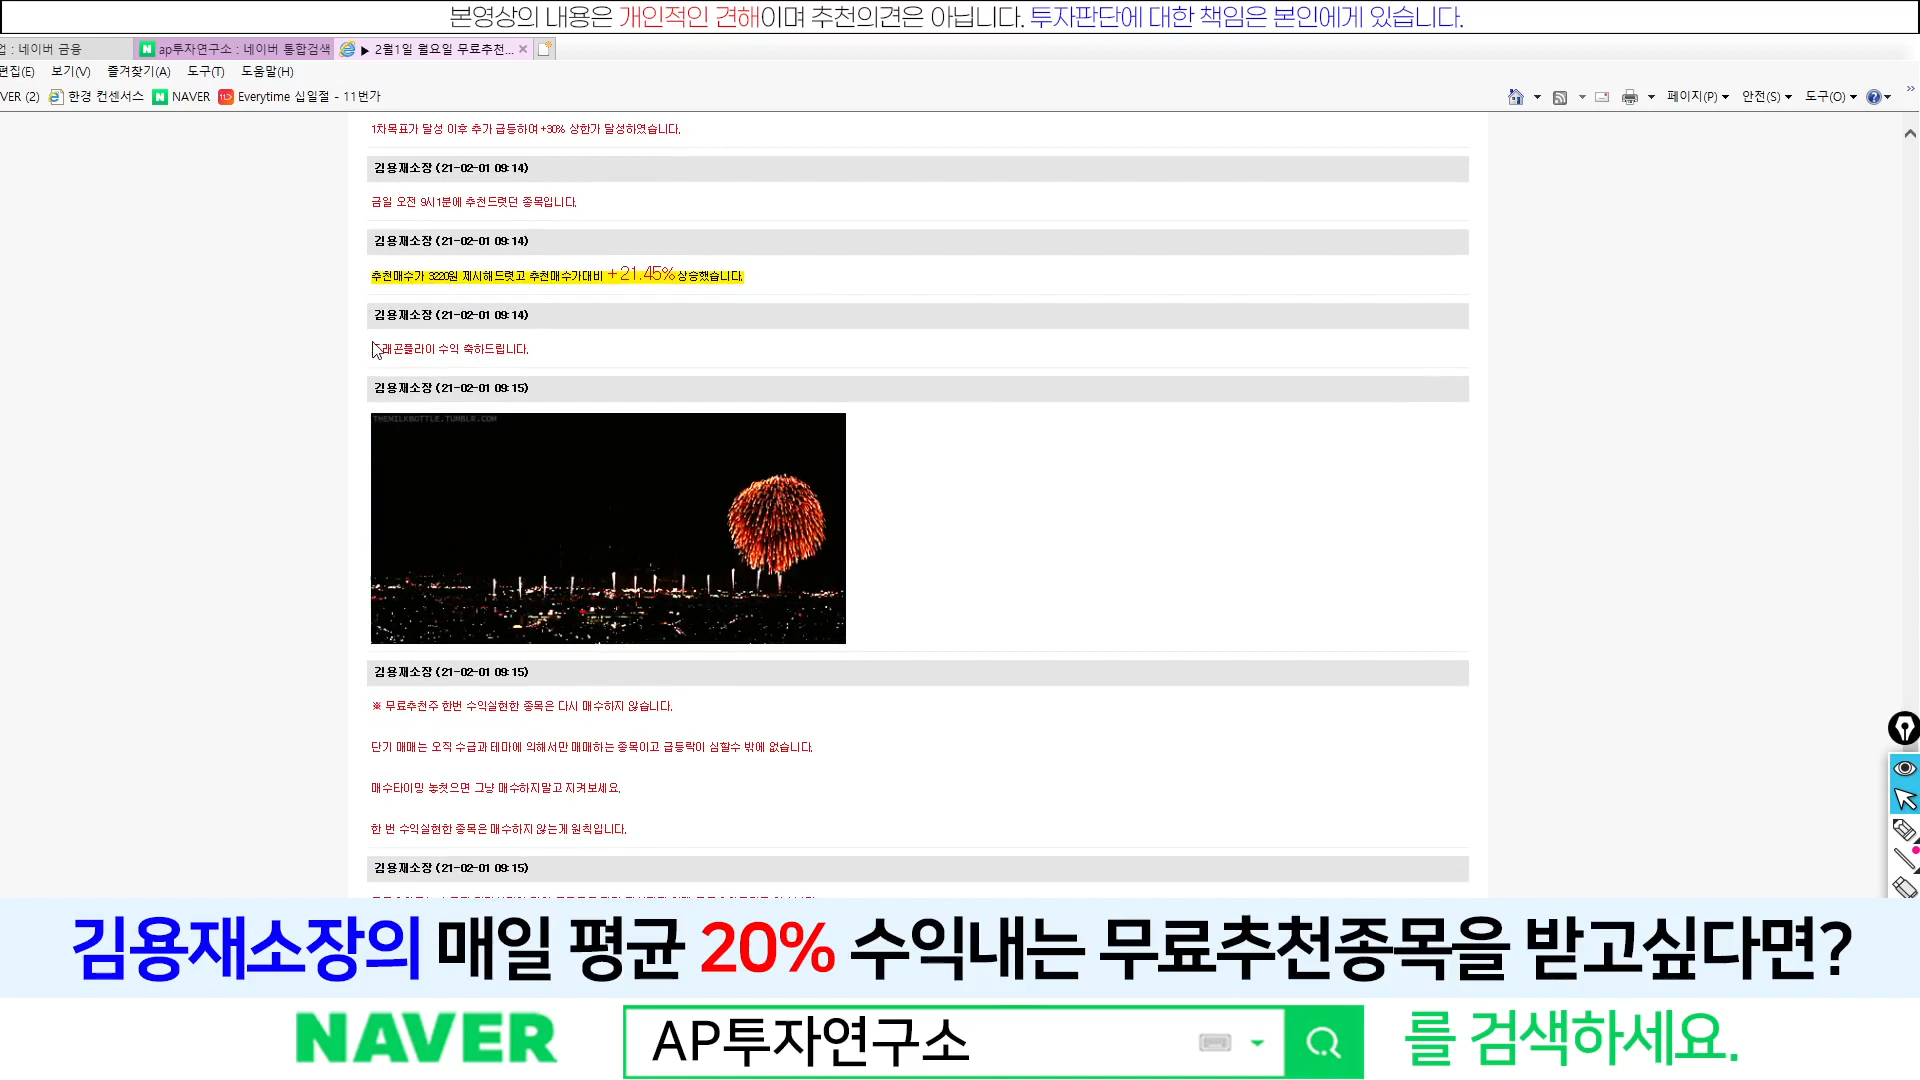 본영상의 내용은 개인적인 견해이며 추천의견은 아닙니다. 투자판단에 대한 책임은 본인에게 있습니다.
: 네이버 금융
ap투자연구소 : 네이버 통합검색
▶ 2월1일 월요일 무료추천...
편집(E) 보기(V) 즐겨찾기(A) 도구(T) 도움말(H)
VER (2) 한경 컨센서스 NAVER Everytime 십일절 - 11번가
페이지(P) 안전(S) 도구(O)
1차목표가 달성 이후 추가 급등하여 +30% 상한가 달성하였습니다.
김용재소장 (21-02-01 09:14)
금일 오전 9시1분에 추천드렷던 종목입니다.
김용재소장 (21-02-01 09:14)
추천매수가 3220원 제시해드렷고 추천매수가대비 +21.45% 상승했습니다.
김용재소장 (21-02-01 09:14)
래곤플라이 수익 축하드립니다.
김용재소장 (21-02-01 09:15)
THEMILKBOTTLE.TUMBLR.COM
김용재소장 (21-02-01 09:15)
※ 무료추천주 한번 수익실현한 종목은 다시 매수하지 않습니다.
단기 매매는 오직 수급과 테마에 의해서만 매매하는 종목이고 급등락이 심할수 밖에 없습니다.
매수타이밍 놓쳣으면 그냥 매수하지말고 지켜보세요.
한 번 수익실현한 종목은 매수하지 않는게 원칙입니다.
김용재소장 (21-02-01 09:15)
김용재소장의 매일 평균 20% 수익내는 무료추천종목을 받고싶다면?
NAVER AP투자연구소 를 검색하세요.